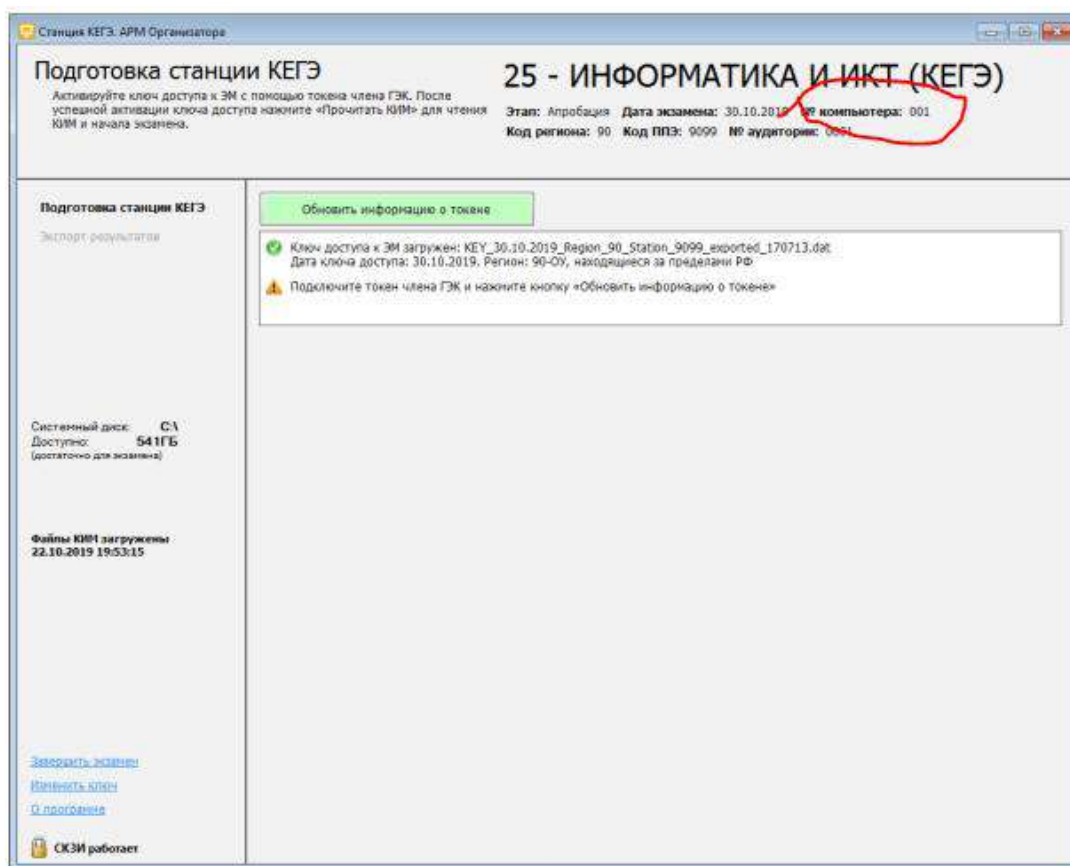 Станция КЕГЭ. АРМ Организатора
Подготовка станции КЕГЭ
Активируйте ключ доступа к ЭМ с помощью токена члена ГЭК. После
успешной активации ключа доступа нажмите «Прочитать КИМ» для чтения
КИМ и начала экзамена.
25 - ИНФОРМАТИКА И ИКТ (КЕГЭ)
Этап: Апробация Дата экзамена: 30.10.2019 № компьютера: 001
Код региона: 90 Код ППЭ: 9099 № аудитории: 0001
Подготовка станции КЕГЭ
Экспорт результатов
Обновить информацию о токене
Ключ доступа к ЭМ загружен: KEY_30.10.2019_Region_90_Station_9099_exported_170713.dat
Дата ключа доступа: 30.10.2019. Регион: 90-ОУ, находящиеся за пределами РФ
Подключите токен члена ГЭК и нажмите кнопку «Обновить информацию о токене»
Системный диск: C:\
Доступно: 541ГБ
(достаточно для экзамена)
Файлы КИМ загружены
22.10.2019 19:53:15
Завершить экзамен
Изменить ключ
О программе
СКЗИ работает